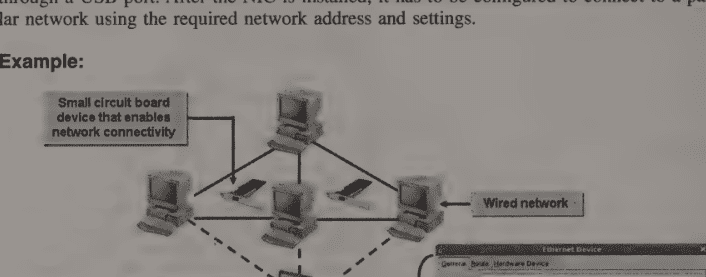 through a USB port. After the NIC is installed, it has to be configured to connect to a
lar network using the required network address and settings.
Example:
Small circuit board
device that enables
network connectivity
Wired network
Ethernet Device
General Route Hardware Device